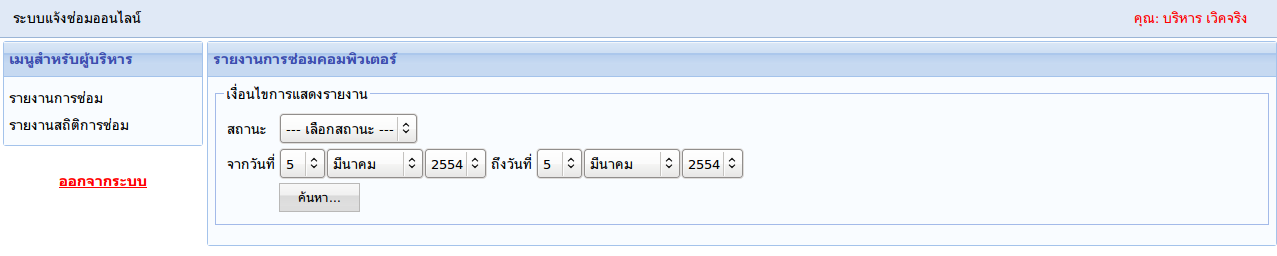 ระบบแจ้งซ่อมออนไลน์ คุณ: บริหาร เวิคจริง
เมนูสำหรับผู้บริหาร
รายงานการซ่อม
รายงานสถิติการซ่อม
ออกจากระบบ
รายงานการซ่อมคอมพิวเตอร์
เงื่อนไขการแสดงรายงาน
สถานะ --- เลือกสถานะ ---
จากวันที่ 5 มีนาคม 2554 ถึงวันที่ 5 มีนาคม 2554
ค้นหา...